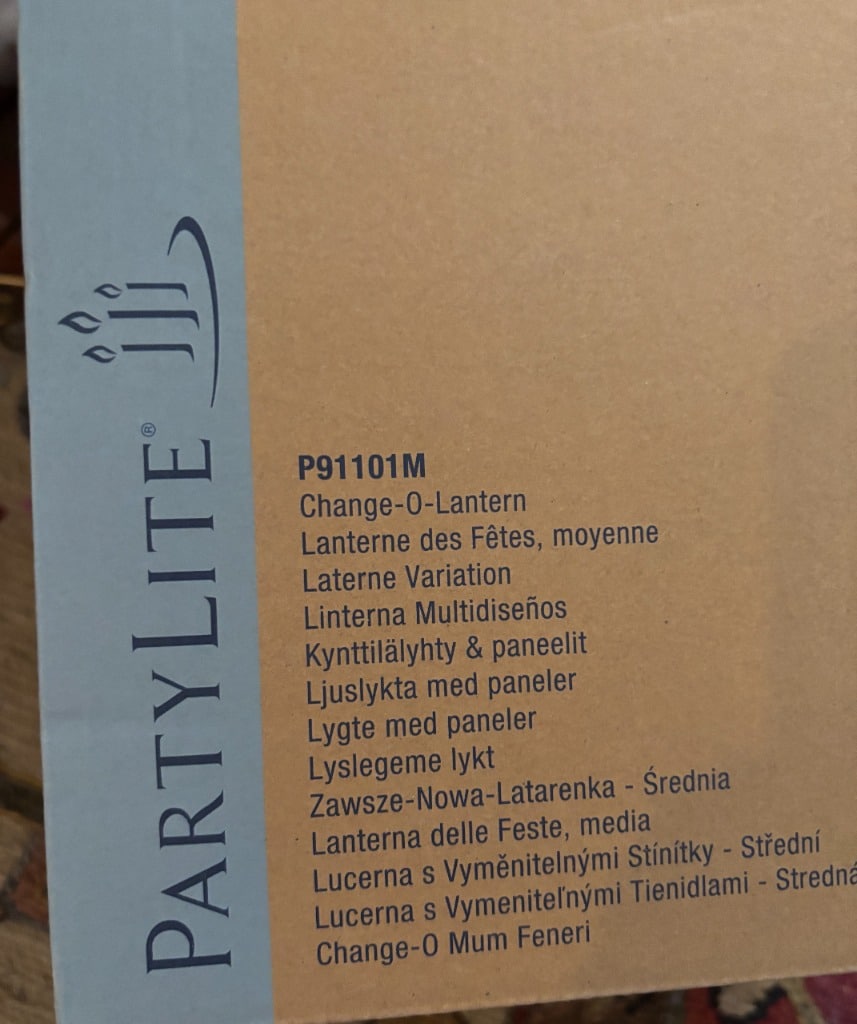 PARTYLITE®
P91101M
Change-O-Lantern
Lanterne des Fêtes, moyenne
Laterne Variation
Linterna Multidiseños
Kynttilälyhty & paneelit
Ljuslykta med paneler
Lygte med paneler
Lyslegeme lykt
Zawsze-Nowa-Latarenka - Średnia
Lanterna delle Feste, media
Lucerna s Vyměnitelnými Stínítky - Střední
Lucerna s Vymeniteľnými Tienidlami - Stredná
Change-O Mum Feneri